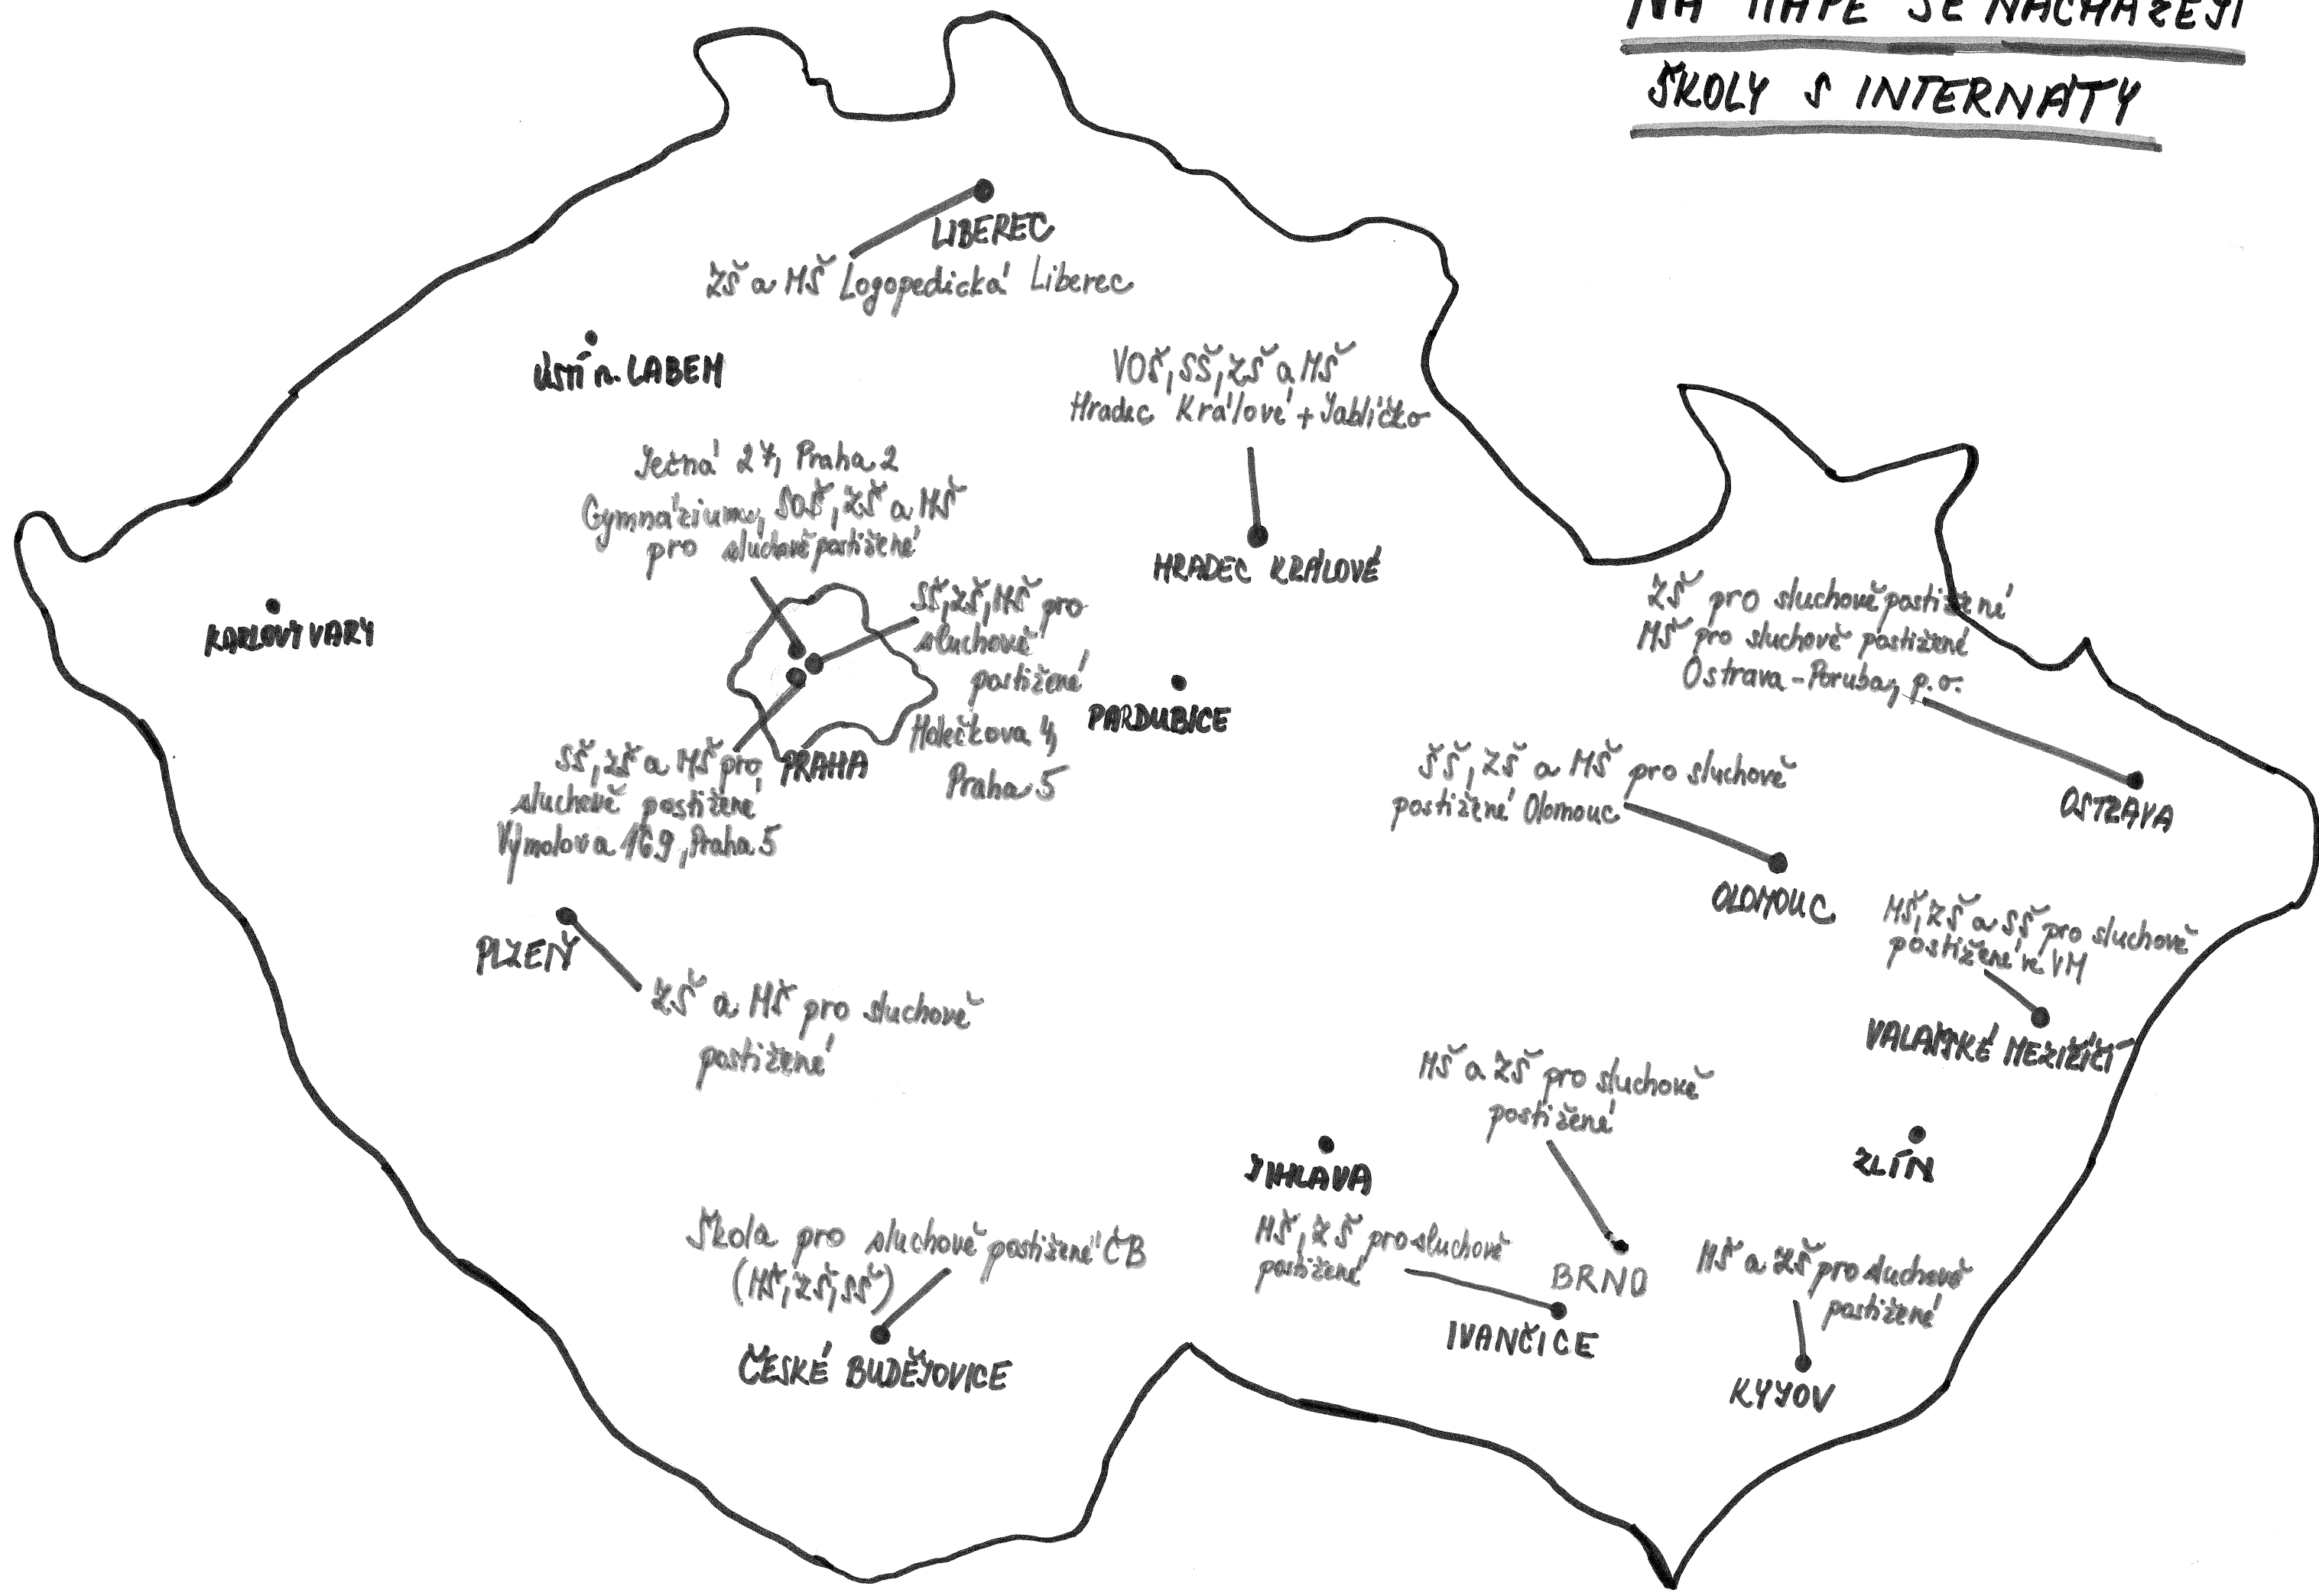 NA MAPĚ SE NACHÁZEJÍ
ŠKOLY S INTERNÁTY
LIBEREC
ZŠ a MŠ Logopedická Liberec
ÚSTÍ n. LABEM
VOŠ, SŠ, ZŠ a MŠ
Hradec Králové + Jablíčko
HRADEC KRÁLOVÉ
Ječná 27, Praha 2
Gymnázium, SOŠ, ZŠ a MŠ
pro sluchově postižené
KARLOVY VARY
SŠ, ZŠ, MŠ pro
sluchově
postižené
Holečkova 4,
Praha 5
PARDUBICE
PRAHA
SŠ, ZŠ a MŠ pro
sluchově postižené
Výmolova 169, Praha 5
ZŠ pro sluchově postižené
MŠ pro sluchově postižené
Ostrava-Poruba, p.o.
OSTRAVA
SŠ, ZŠ a MŠ pro sluchově
postižené Olomouc
OLOMOUC
MŠ, ZŠ a SŠ pro sluchově
postižené ve VM
VALAŠSKÉ MEZIŘÍČÍ
PLZEŇ
ZŠ a MŠ pro sluchově
postižené
MŠ a ZŠ pro sluchově
postižené
BRNO
JIHLAVA
ZLÍN
MŠ, ZŠ pro sluchově
postižené
IVANČICE
MŠ a ZŠ pro sluchově
postižené
KYJOV
Škola pro sluchově postižené ČB
(MŠ, ZŠ, SŠ)
ČESKÉ BUDĚJOVICE